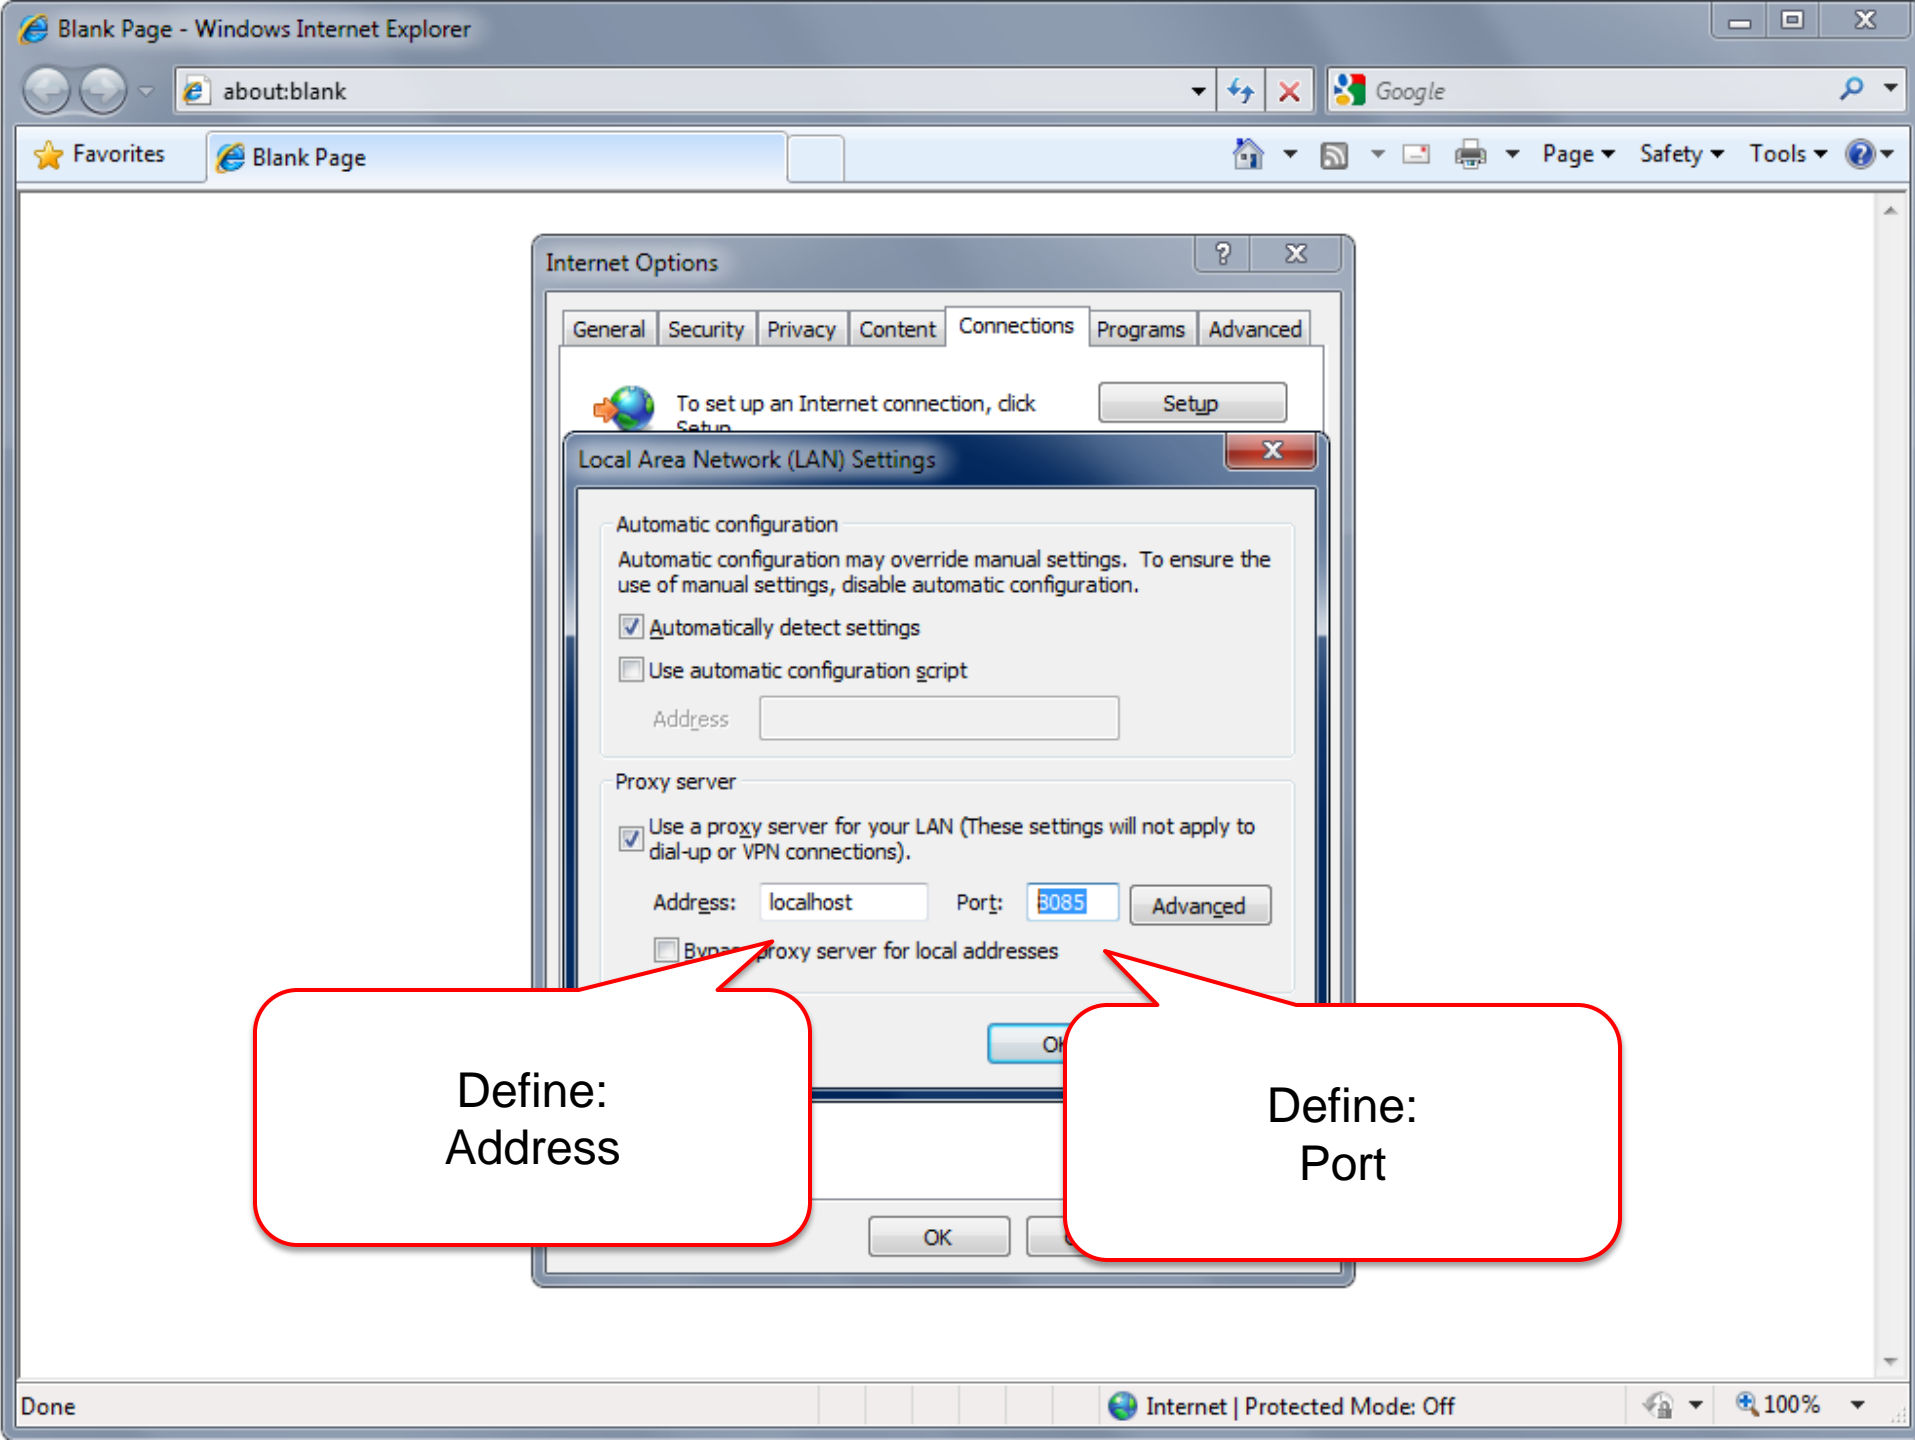 Blank Page - Windows Internet Explorer
about:blank
Google
Favorites
Blank Page
Page
Safety
Tools
Internet Options
General
Security
Privacy
Content
Connections
Programs
Advanced
To set up an Internet connection, click
Setup
Setup
Local Area Network (LAN) Settings
Automatic configuration
Automatic configuration may override manual settings. To ensure the
use of manual settings, disable automatic configuration.
Automatically detect settings
Use automatic configuration script
Address
Proxy server
Use a proxy server for your LAN (These settings will not apply to
dial-up or VPN connections).
Address:
localhost
Port:
8085
Advanced
proxy server for local addresses
Define:
Address
Define:
Port
OK
Done
Internet | Protected Mode: Off
100%